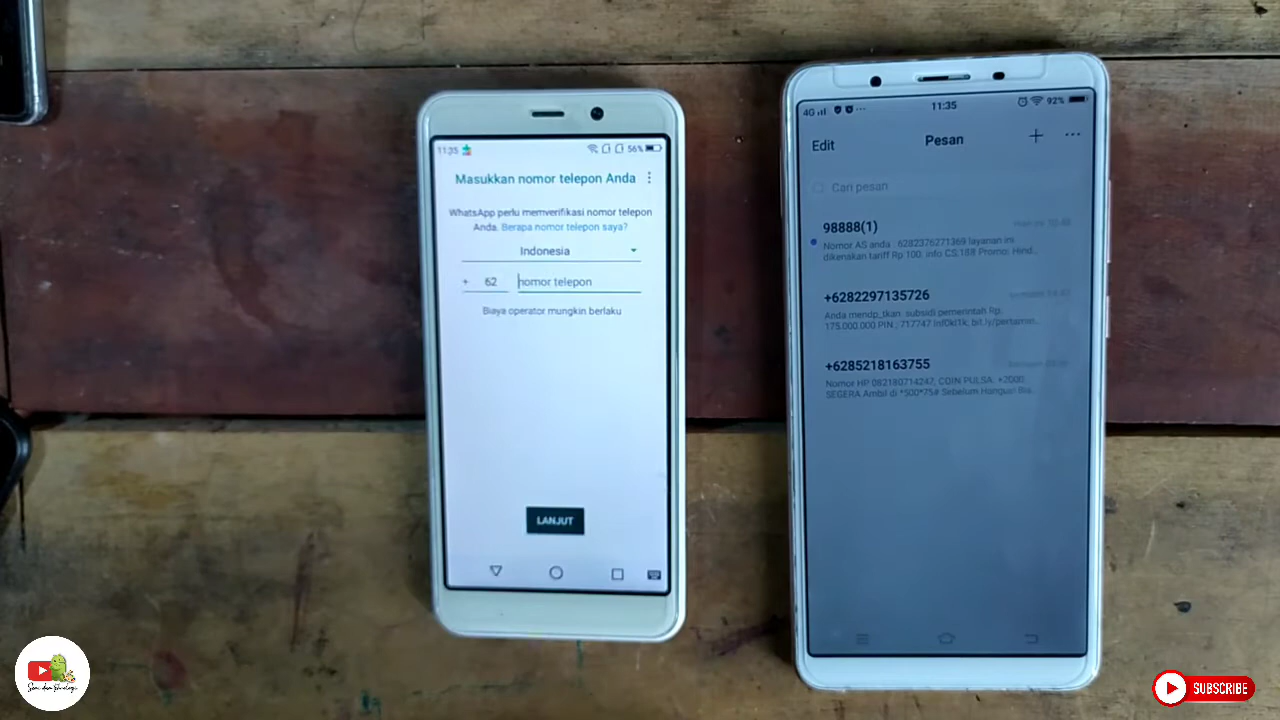 11:35
56%
Masukkan nomor telepon Anda
WhatsApp perlu memverifikasi nomor telepon
Anda. Berapa nomor telepon saya?
Indonesia
+ 62 nomor telepon
Biaya operator mungkin berlaku
LANJUT
4G 11:35 92%
Edit Pesan
Cari pesan
98888(1)
Nomor AS anda : 6282376271369 layanan ini
dikenakan tariff Rp 100. info CS:188 Promo: Hind...
+6282297135726
Anda mendp_tkan subsidi pemerintah Rp.
175.000.000.PIN ; 717747 Inf0kl1k; bit.ly/pertamin...
+6285218163755
Nomor HP 082180714247, COIN PULSA: +2000
SEGERA Ambil di *500*75# Sebelum Hangus! Bia...
SUBSCRIBE